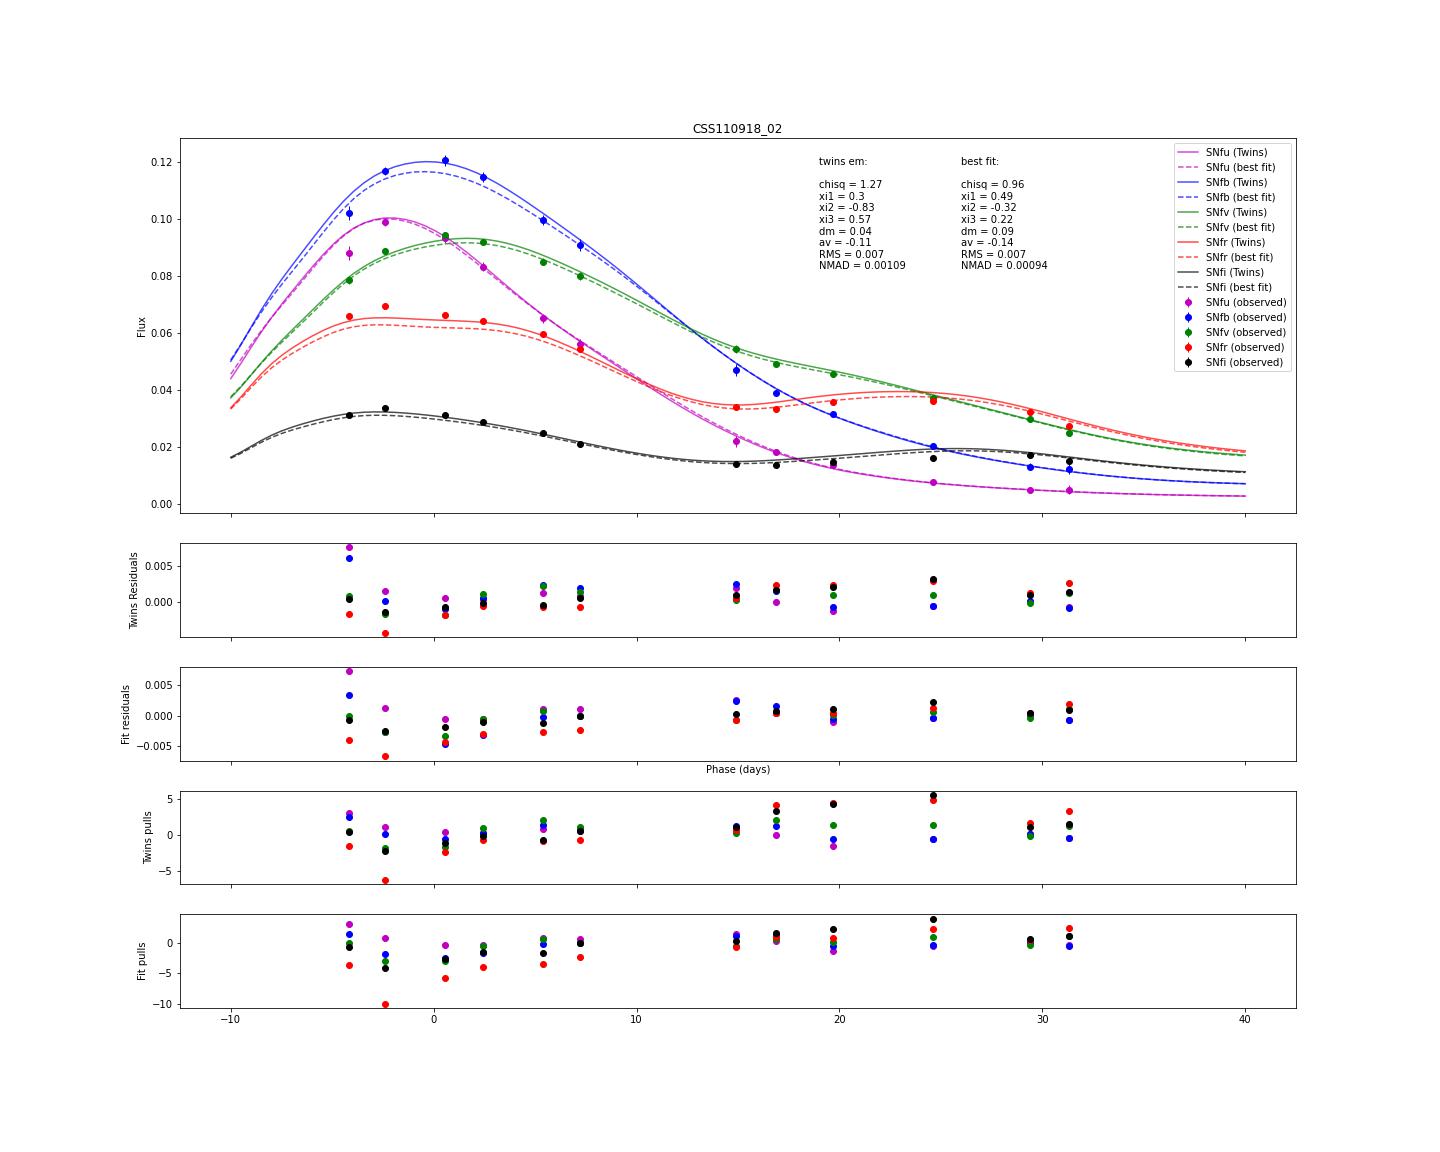 CSS110918_02
Flux
0.12
0.10
0.08
0.06
0.04
0.02
0.00
twins em:
chisq = 1.27
xi1 = 0.3
xi2 = -0.83
xi3 = 0.57
dm = 0.04
av = -0.11
RMS = 0.007
NMAD = 0.00109
best fit:
chisq = 0.96
xi1 = 0.49
xi2 = -0.32
xi3 = 0.22
dm = 0.09
av = -0.14
RMS = 0.007
NMAD = 0.00094
SNfu (Twins)
SNfu (best fit)
SNfb (Twins)
SNfb (best fit)
SNfv (Twins)
SNfv (best fit)
SNfr (Twins)
SNfr (best fit)
SNfi (Twins)
SNfi (best fit)
SNfu (observed)
SNfb (observed)
SNfv (observed)
SNfr (observed)
SNfi (observed)
Twins Residuals
0.005
0.000
Fit residuals
0.005
0.000
−0.005
Phase (days)
Twins pulls
5
0
−5
Fit pulls
0
−5
−10
−10
0
10
20
30
40